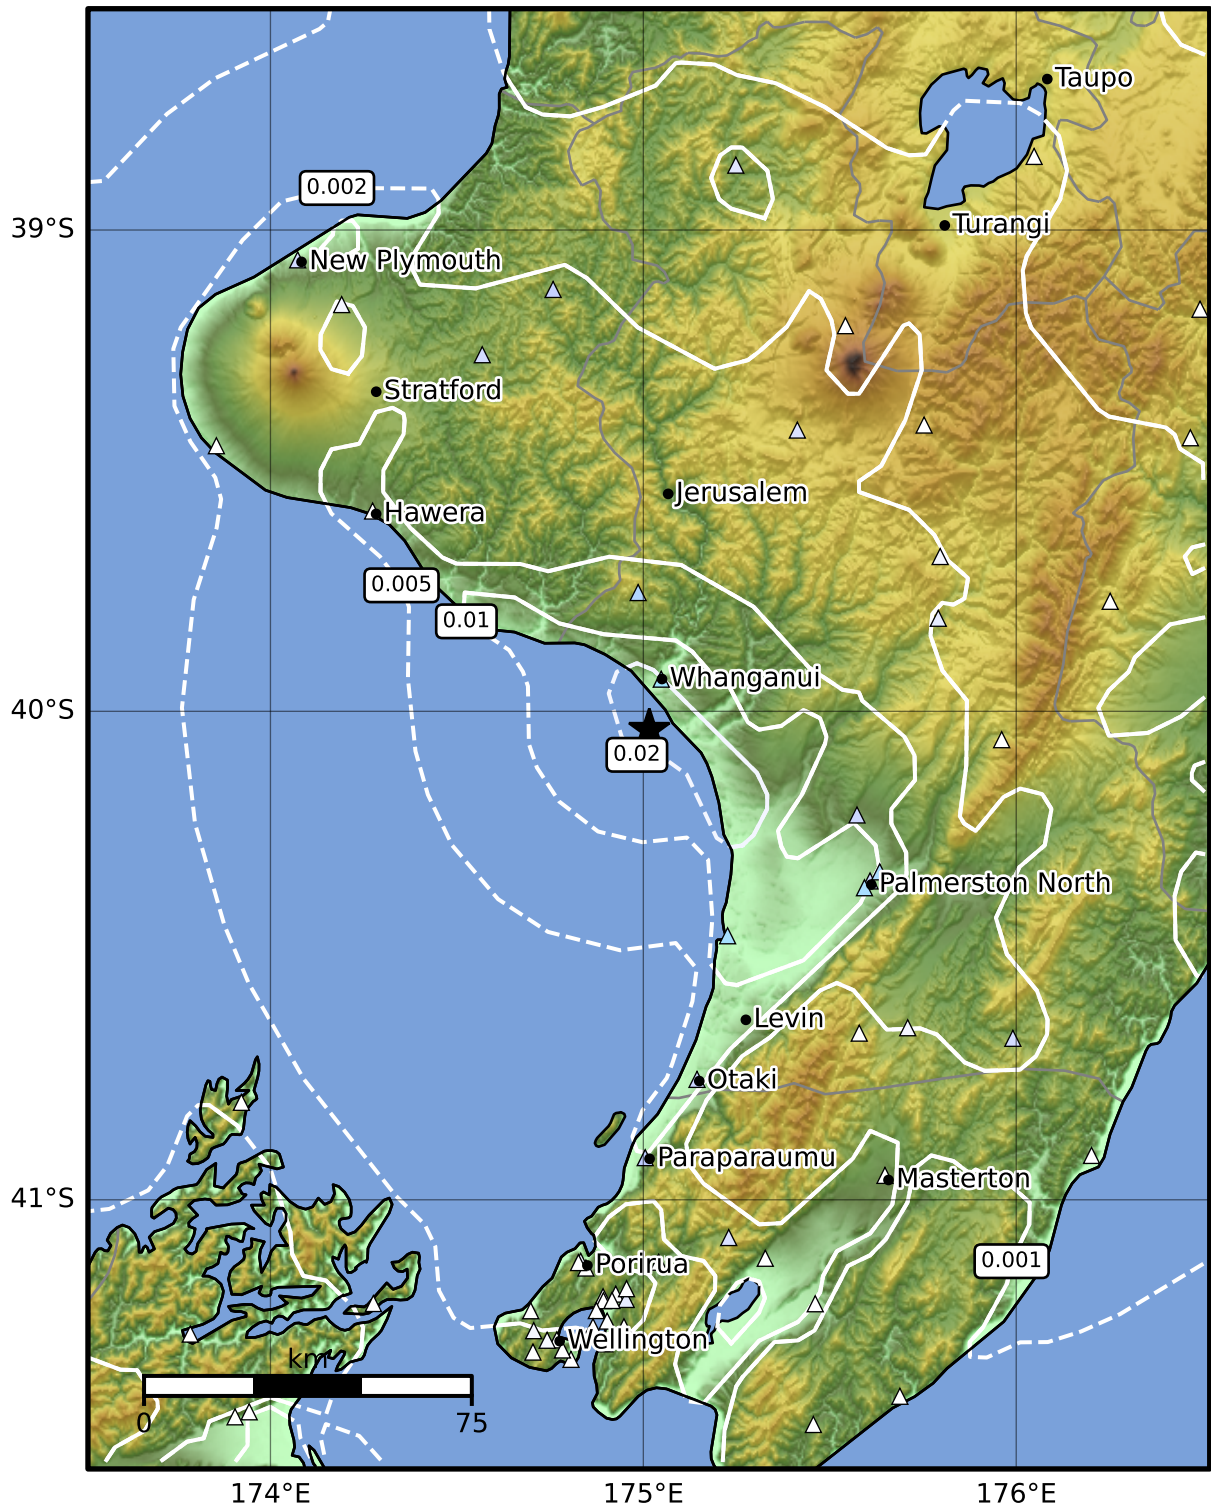 Taupo
0.002
39°S
Turangi
New Plymouth
Stratford
Jerusalem
Hawera
0.005
0.01
Whanganui
40°S
0.02
Palmerston North
Levin
Otaki
Paraparaumu
Masterton
41°S
0.001
Porirua
Wellington
km
0
75
174°E
175°E
176°E